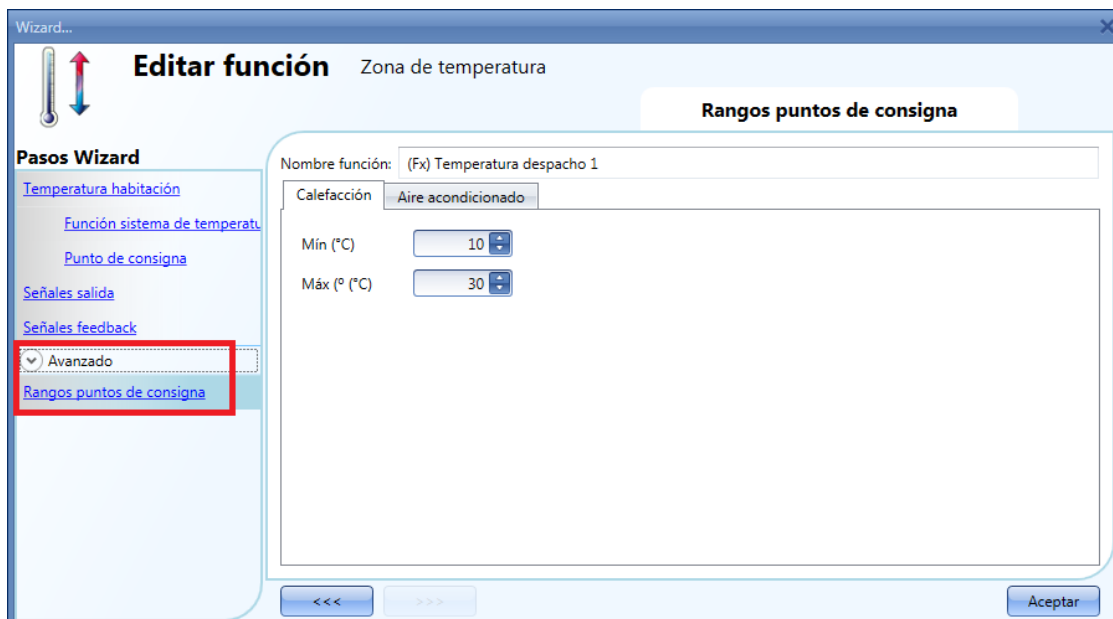 Wizard...
Editar función Zona de temperatura
Rangos puntos de consigna
Pasos Wizard
Temperatura habitación
Función sistema de temperatu
Punto de consigna
Señales salida
Señales feedback
Avanzado
Rangos puntos de consigna
Nombre función: (Fx) Temperatura despacho 1
Calefacción Aire acondicionado
Mín (°C) 10
Máx (º (°C) 30
<<< >>> Aceptar